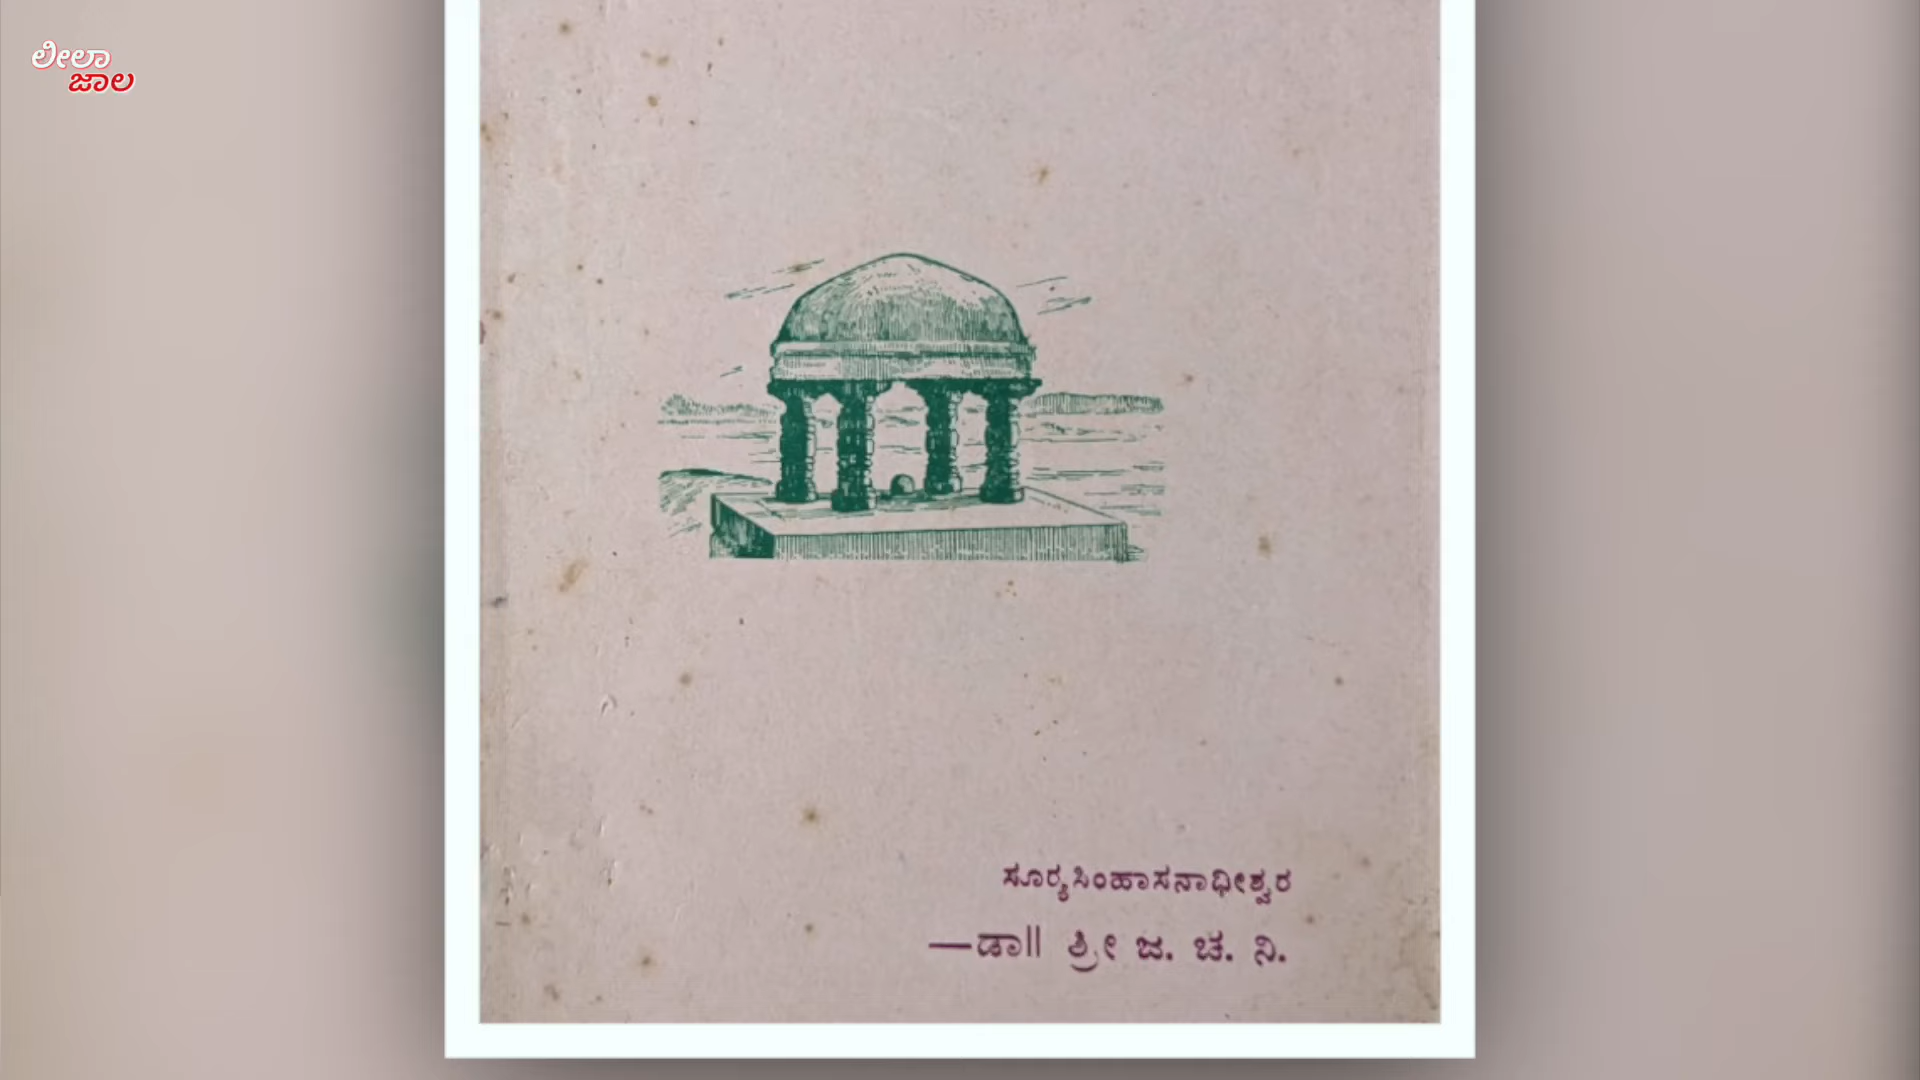 ಲೀಲಾ
ಜಾಲ
ಸೂರ್‍ಯಸಿಂಹಾಸನಾಧೀಶ್ವರ
—ಡಾ|| ಶ್ರೀ ಜ. ಚ. ನಿ.